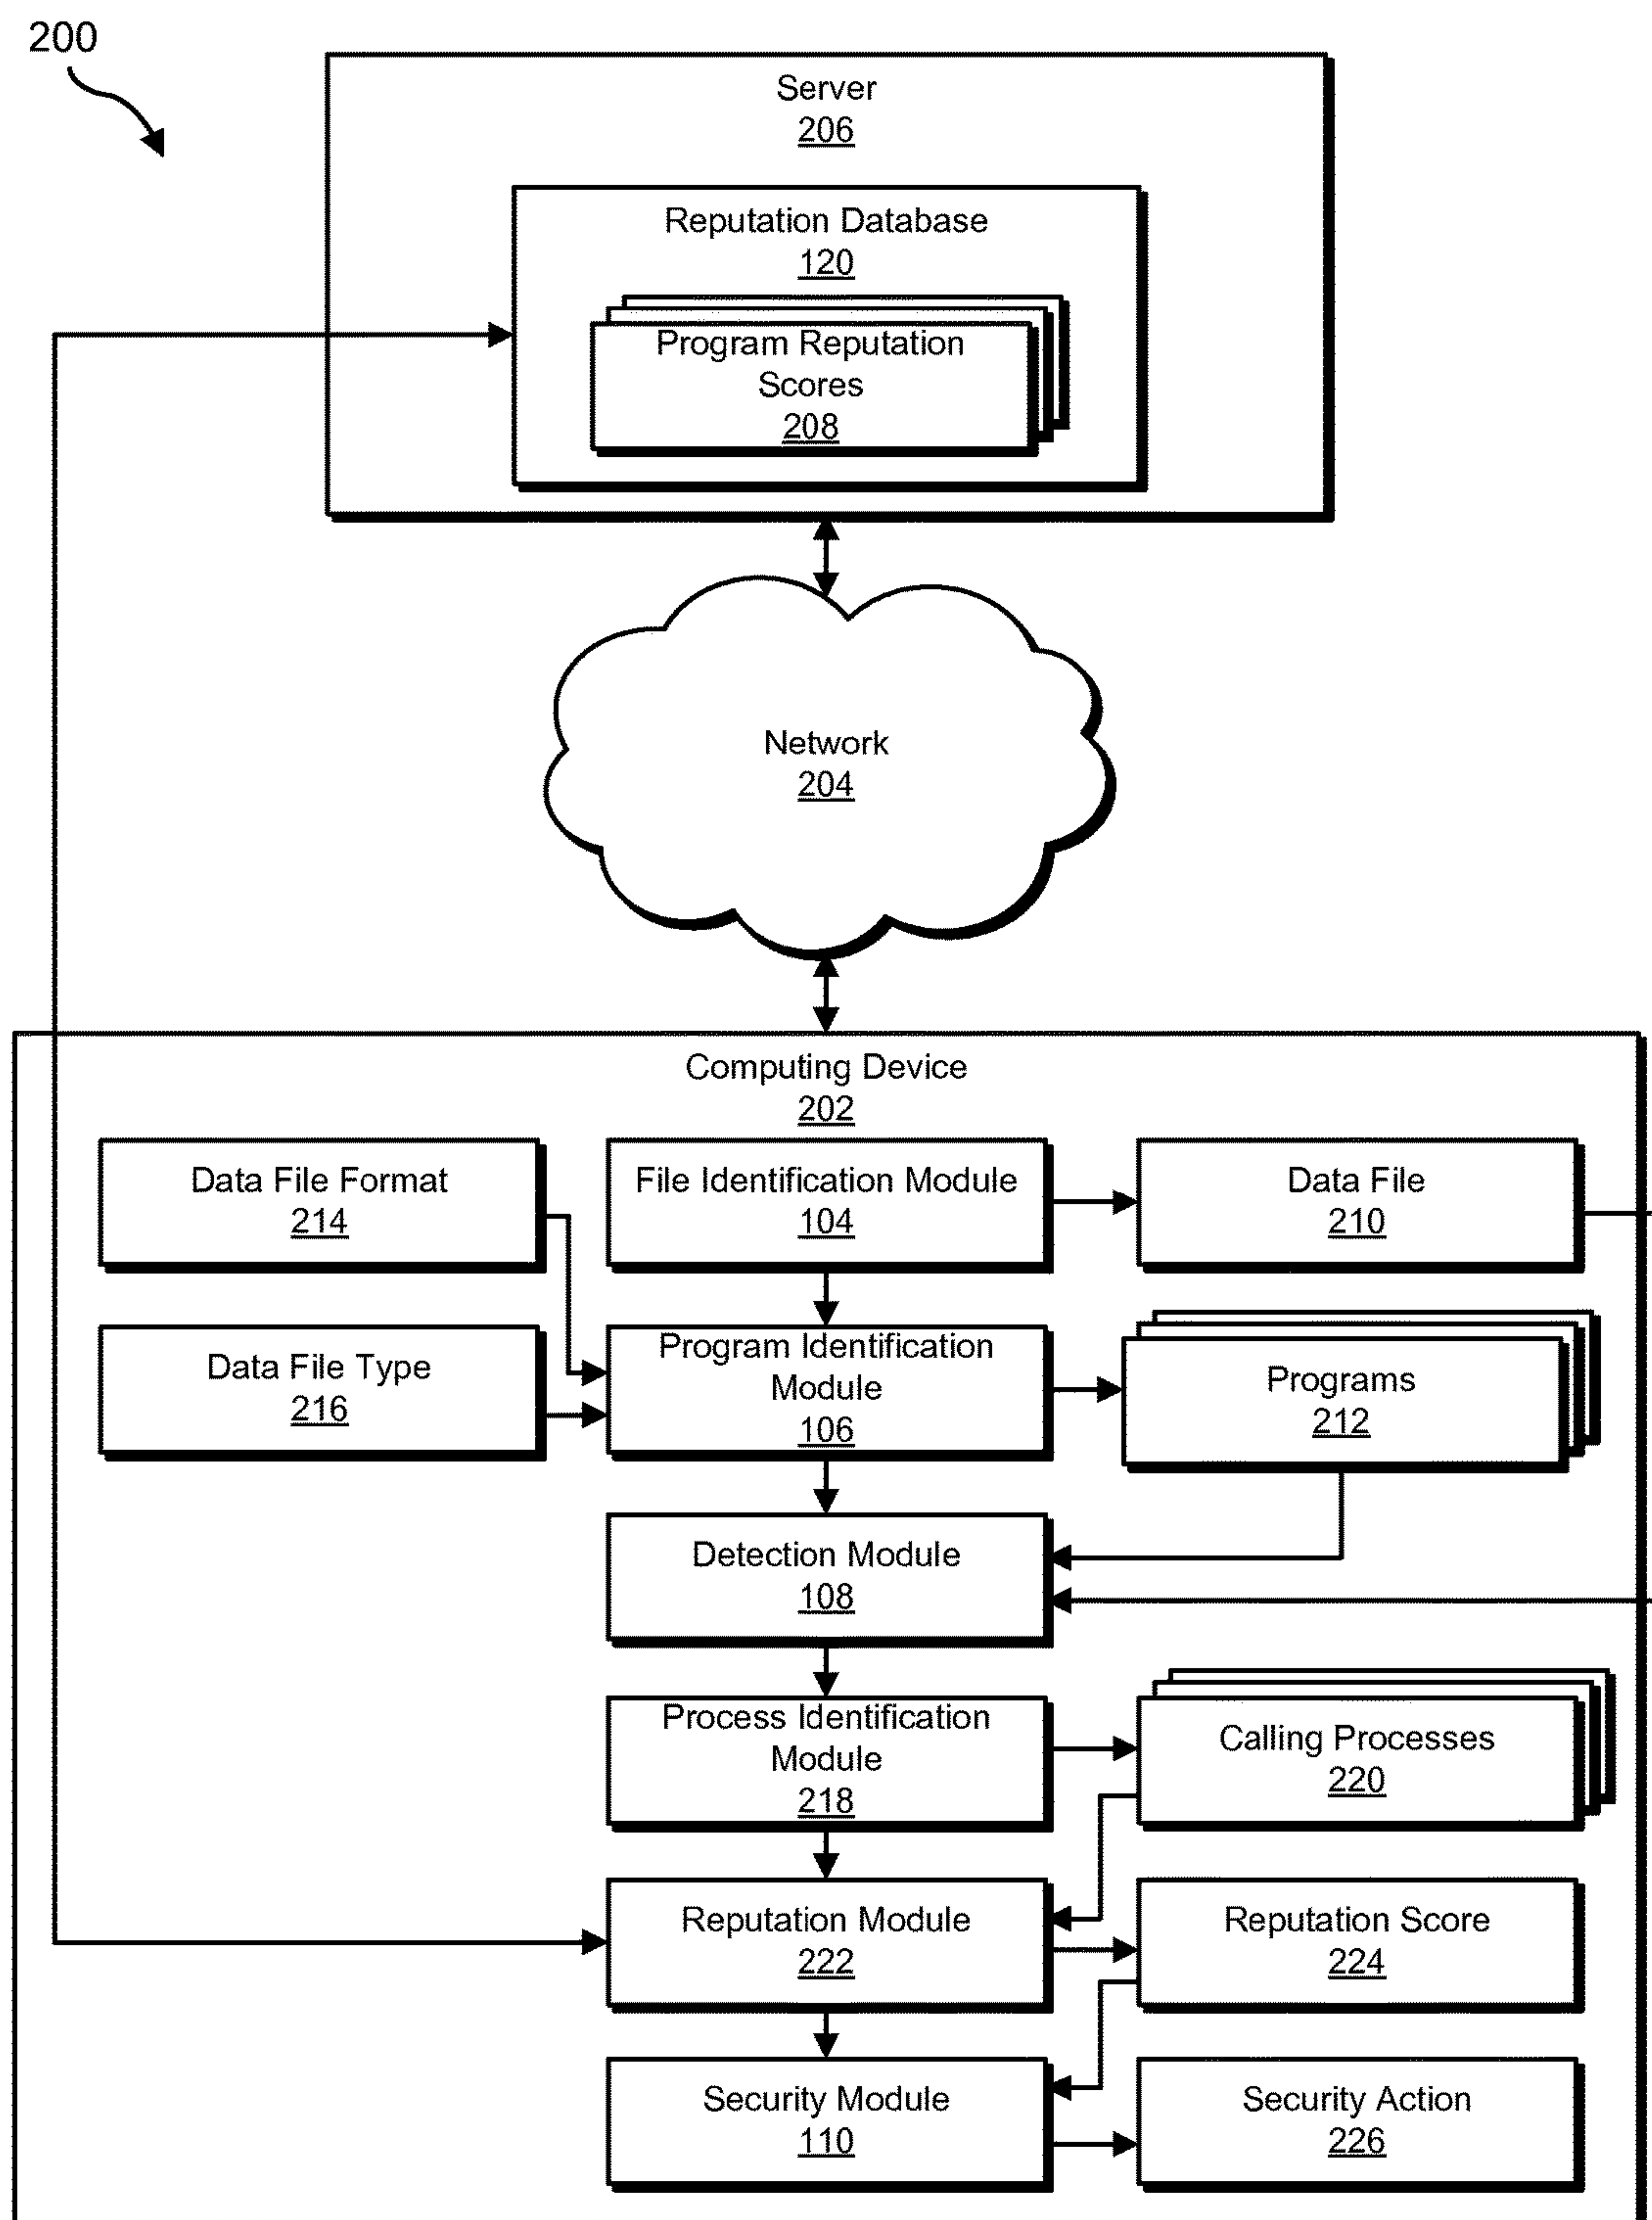 200
Server
206
Reputation Database
120
Program Reputation
Scores
208
Network
204
Computing Device
202
Data File Format
214
File Identification Module
104
Data File
210
Data File Type
216
Program Identification
Module
106
Programs
212
Detection Module
108
Process Identification
Module
218
Calling Processes
220
Reputation Module
222
Reputation Score
224
Security Module
110
Security Action
226